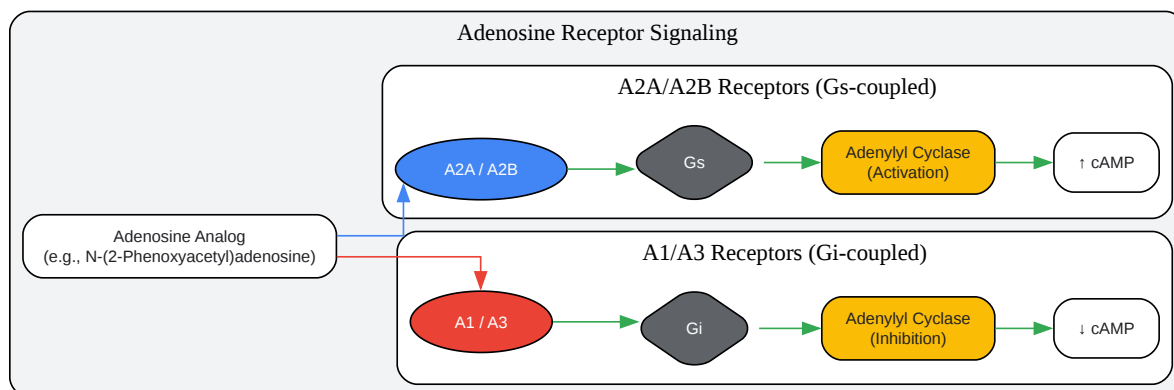 Adenosine Receptor Signaling
A2A/A2B Receptors (Gs-coupled)
A2A / A2B
Gs
Adenylyl Cyclase
(Activation)
↑ cAMP
Adenosine Analog
(e.g., N-(2-Phenoxyacetyl)adenosine)
A1/A3 Receptors (Gi-coupled)
A1 / A3
Gi
Adenylyl Cyclase
(Inhibition)
↓ cAMP